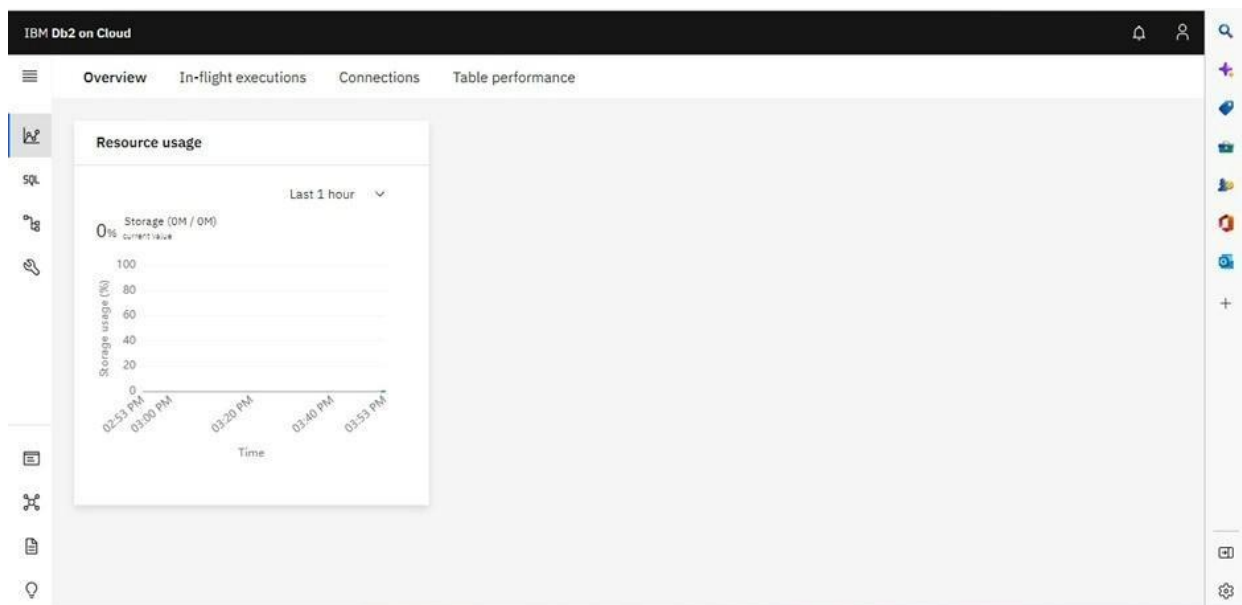 IBM Db2 on Cloud
Overview In-flight executions Connections Table performance
Resource usage
Last 1 hour
SQL
0% Storage (0M / 0M)
current value
100
80
60
40
20
0
Storage usage (%)
02:53 PM 03:00 PM 03:20 PM 03:40 PM 03:53 PM
Time